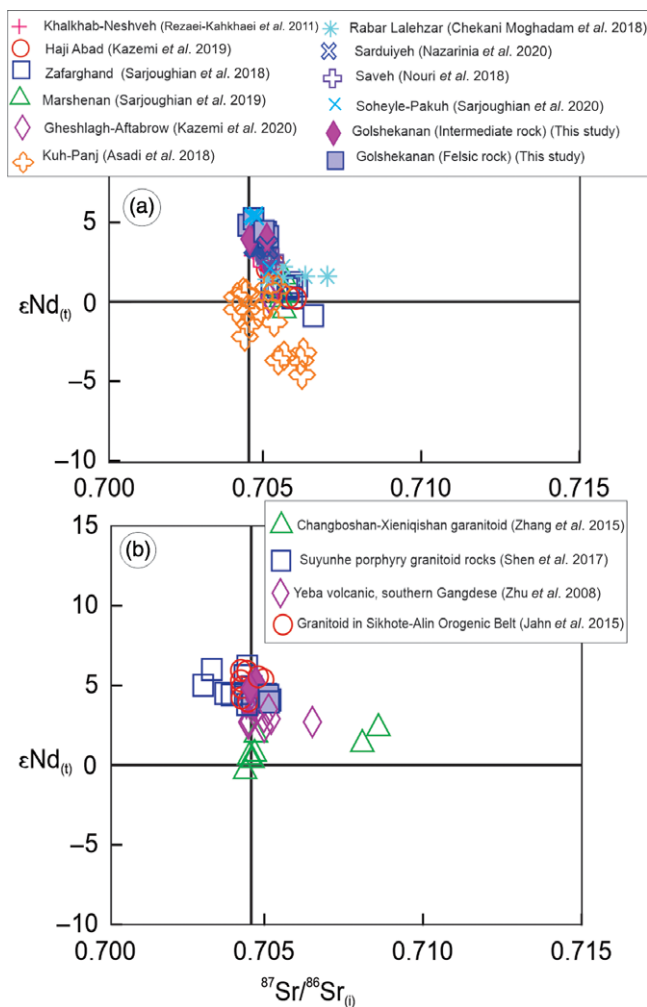 Khalkhab-Neshveh (Rezaei-Kahkhaei et al. 2011)
Haji Abad (Kazemi et al. 2019)
Zafarghand (Sarjoughian et al. 2018)
Marshenan (Sarjoughian et al. 2019)
Gheshlagh-Aftabrow (Kazemi et al. 2020)
Kuh-Panj (Asadi et al. 2018)
Rabar Lalehzar (Chekani Moghadam et al. 2018)
Sarduiyeh (Nazarinia et al. 2020)
Saveh (Nouri et al. 2018)
Soheyle-Pakuh (Sarjoughian et al. 2020)
Golshekanan (Intermediate rock) (This study)
Golshekanan (Felsic rock) (This study)
(a)
5
εNd(t) 0
−5
−10
0.700 0.705 0.710 0.715
15
(b)
Changboshan-Xieniqishan garanitoid (Zhang et al. 2015)
Suyunhe porphyry granitoid rocks (Shen et al. 2017)
Yeba volcanic, southern Gangdese (Zhu et al. 2008)
Granitoid in Sikhote-Alin Orogenic Belt (Jahn et al. 2015)
10
5
εNd(t) 0
−5
−10
0.700 0.705 0.710 0.715
⁸⁷Sr/⁸⁶Sr(i)